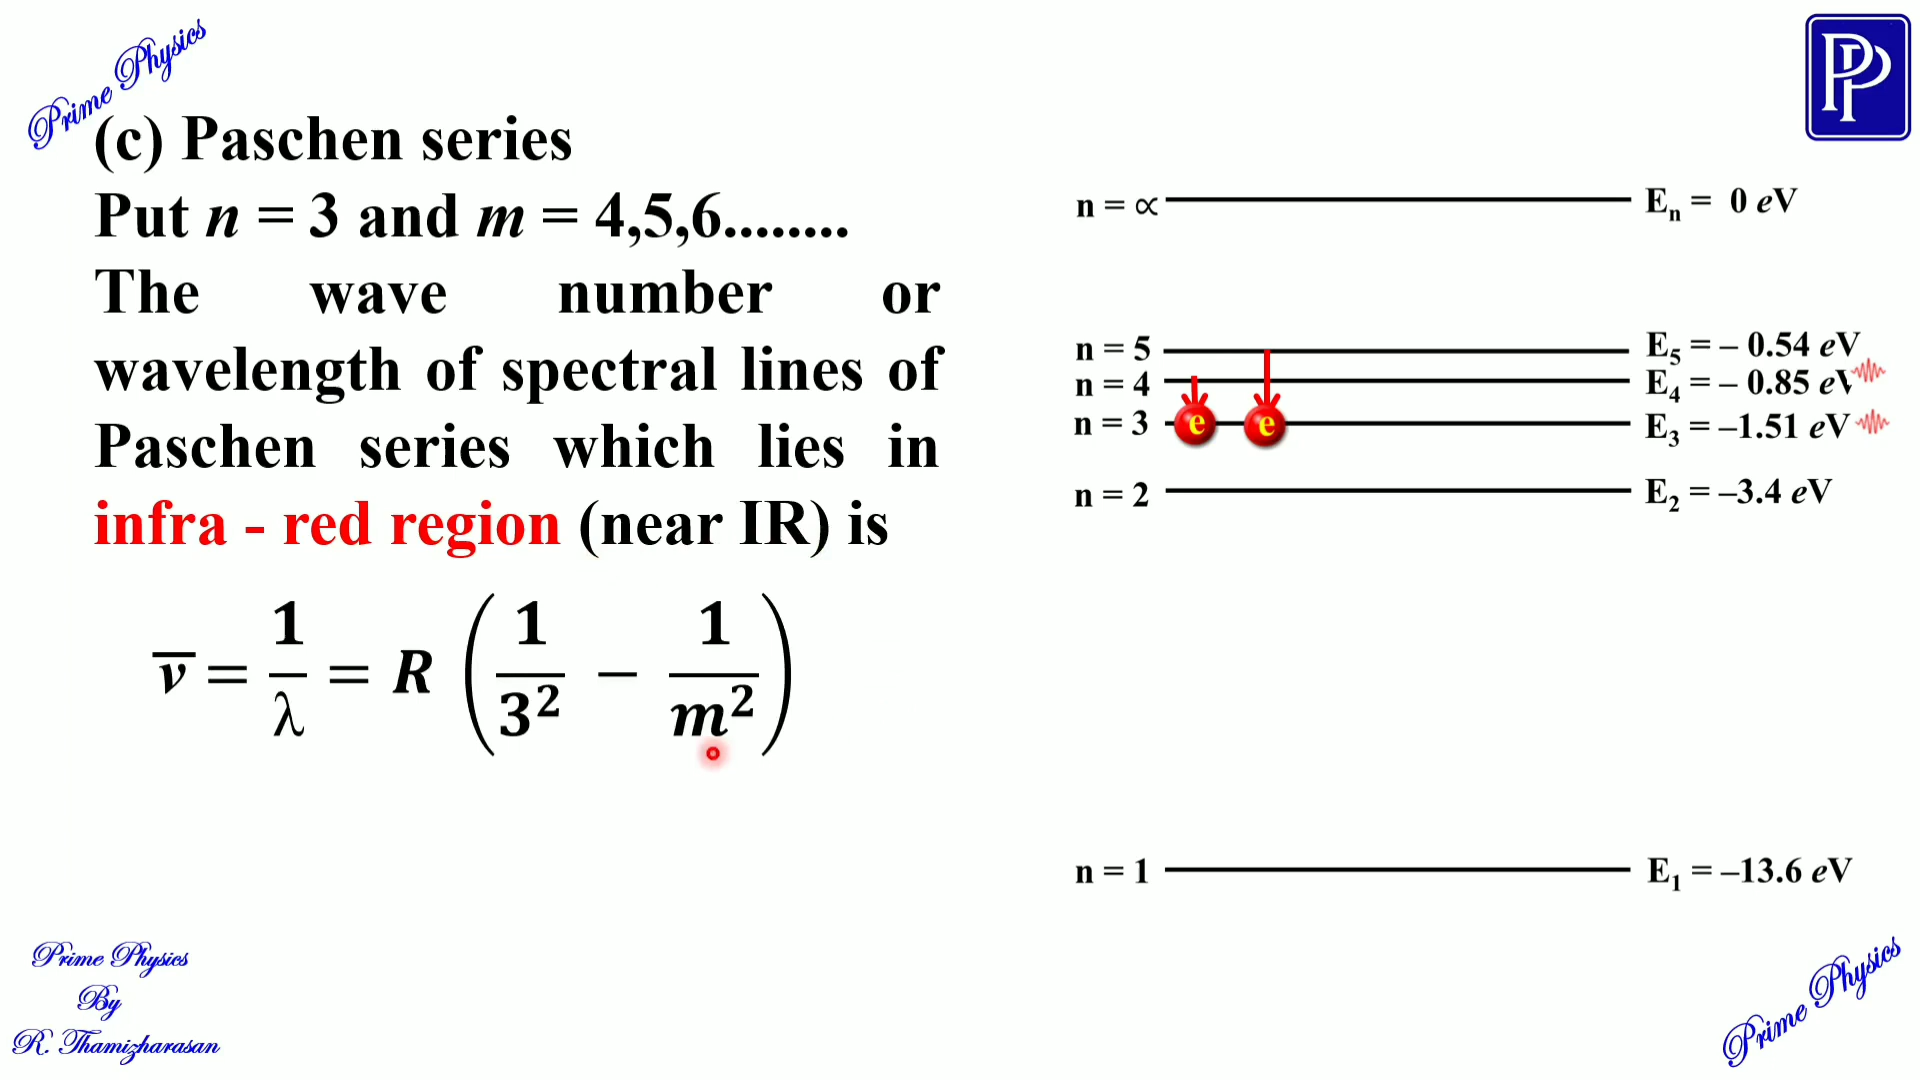 Prime Physics
PP
(c) Paschen series
Put n = 3 and m = 4,5,6........
The wave number or
wavelength of spectral lines of
Paschen series which lies in
infra - red region (near IR) is
v̅ = 1/λ = R (1/3² − 1/m²)
n = ∝ Eₙ = 0 eV
n = 5 E₅ = – 0.54 eV
n = 4 E₄ = – 0.85 eV
n = 3 E₃ = –1.51 eV
e e
n = 2 E₂ = –3.4 eV
n = 1 E₁ = –13.6 eV
Prime Physics
By
R. Thamizharasan
Prime Physics